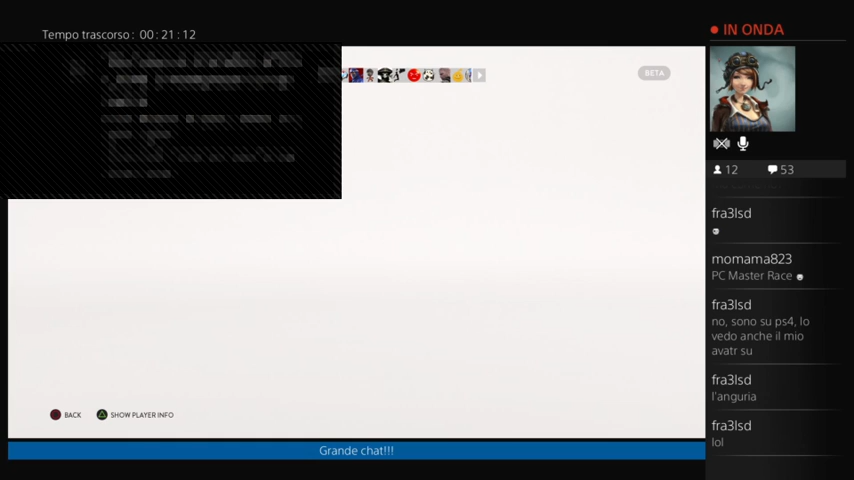 Tempo trascorso: 00:21:12
IN ONDA
BETA
12
53
fra3lsd
momama823
PC Master Race
fra3lsd
no, sono su ps4, lo
vedo anche il mio
avatr su
fra3lsd
l'anguria
fra3lsd
lol
BACK
SHOW PLAYER INFO
Grande chat!!!